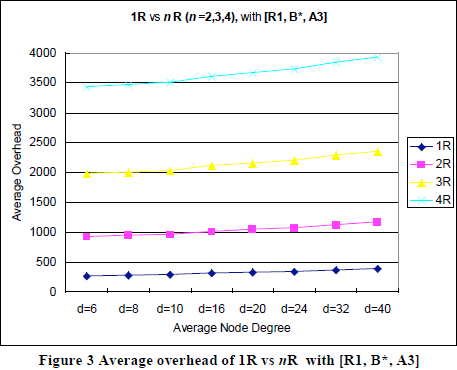 1R vs nR (n=2,3,4), with [R1, B*, A3]
Average Overhead
4000
3500
3000
2500
2000
1500
1000
500
0
d=6 d=8 d=10 d=16 d=20 d=24 d=32 d=40
Average Node Degree
1R
2R
3R
4R
Figure 3 Average overhead of 1R vs nR with [R1, B*, A3]